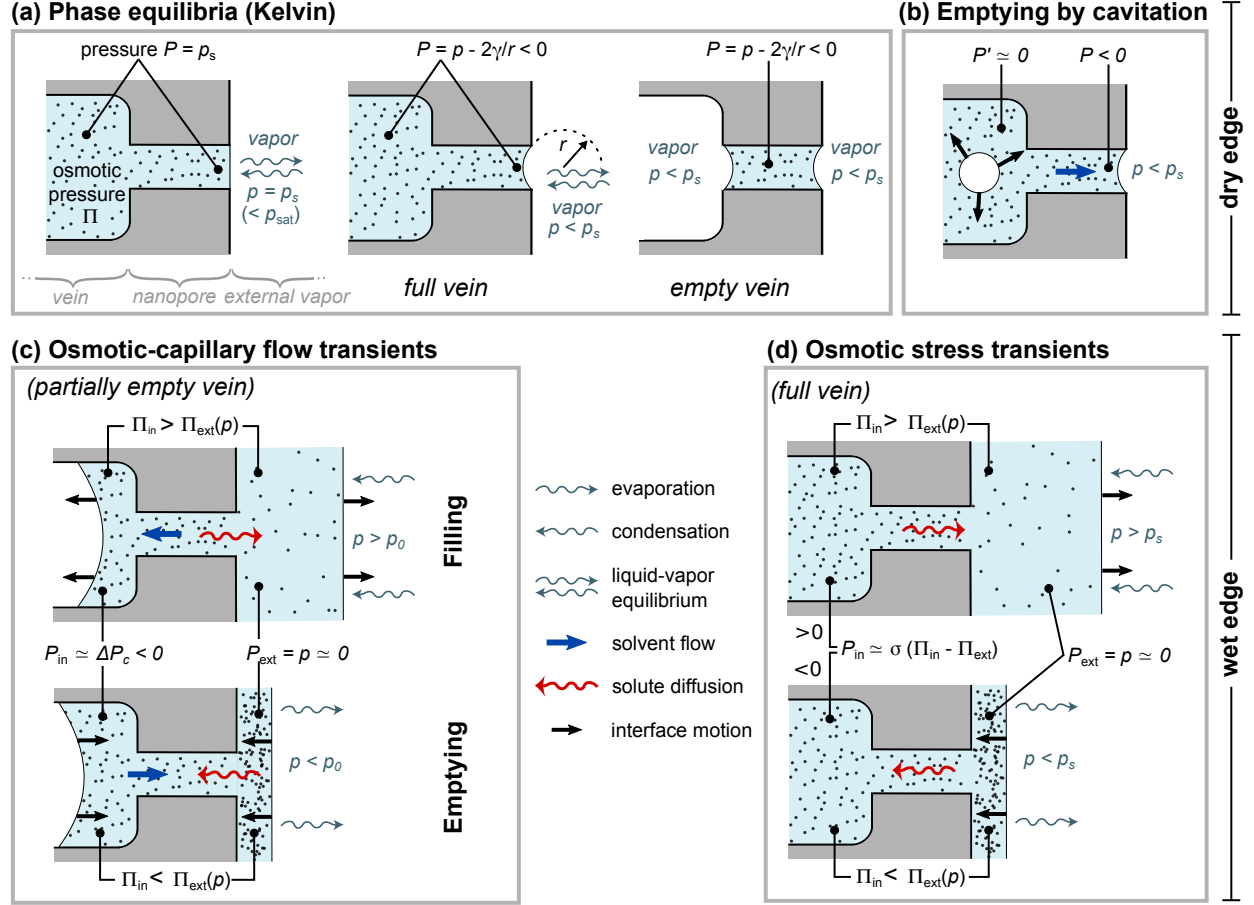 (a) Phase equilibria (Kelvin)
pressure P = pₛ
osmotic
pressure
Π
vapor
p = pₛ
(< pₛₐₜ)
P = p - 2γ/r < 0
r
vapor
p < pₛ
P = p - 2γ/r < 0
vapor
p < pₛ
vapor
p < pₛ
·· vein
nanopore
external vapor ··
full vein
empty vein
(b) Emptying by cavitation
P' ≃ 0
P < 0
p < pₛ
dry edge
(c) Osmotic-capillary flow transients
(partially empty vein)
Πᵢₙ > Πₑₓₜ(p)
p > p₀
Filling
Pᵢₙ ≃ ΔP_c < 0
Pₑₓₜ = p ≃ 0
p < p₀
Emptying
Πᵢₙ < Πₑₓₜ(p)
evaporation
condensation
liquid-vapor
equilibrium
solvent flow
solute diffusion
interface motion
(d) Osmotic stress transients
(full vein)
Πᵢₙ > Πₑₓₜ(p)
p > pₛ
>0
Pᵢₙ ≃ σ (Πᵢₙ - Πₑₓₜ)
<0
Pₑₓₜ = p ≃ 0
p < pₛ
Πᵢₙ < Πₑₓₜ(p)
wet edge